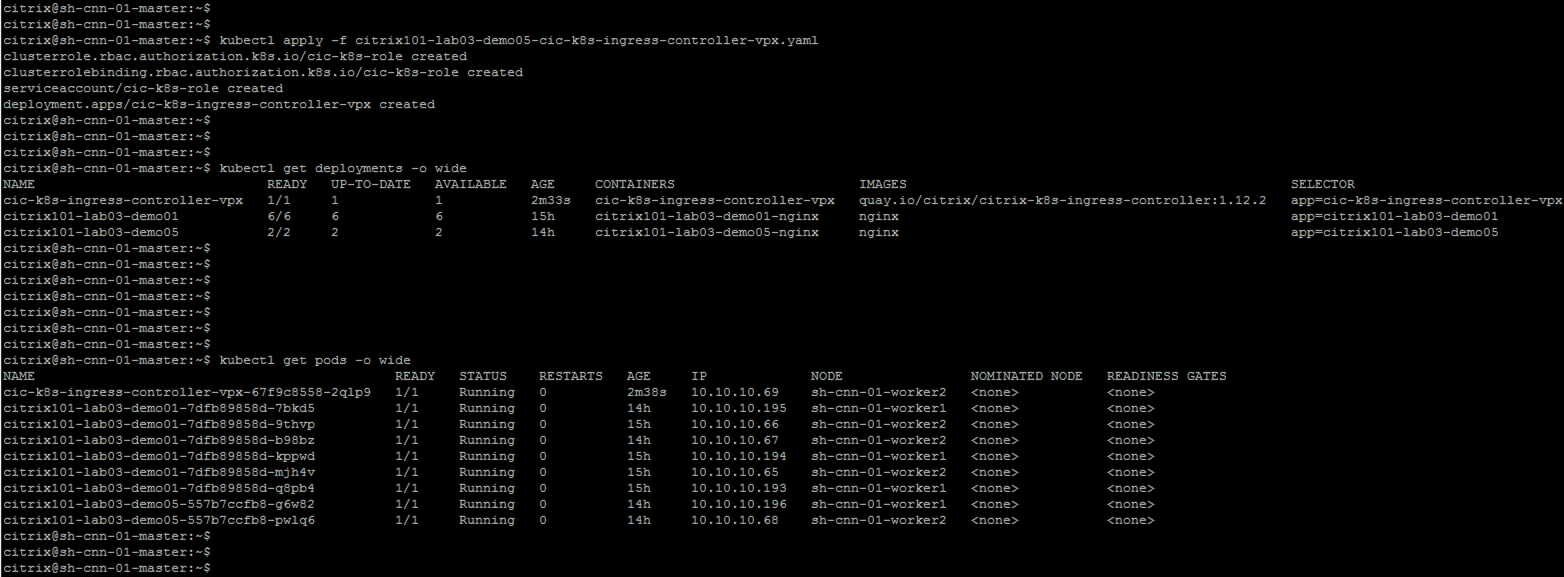 citrix@sh-cnn-01-master:~$
citrix@sh-cnn-01-master:~$
citrix@sh-cnn-01-master:~$ kubectl apply -f citrix101-lab03-demo05-cic-k8s-ingress-controller-vpx.yaml
clusterrole.rbac.authorization.k8s.io/cic-k8s-role created
clusterrolebinding.rbac.authorization.k8s.io/cic-k8s-role created
serviceaccount/cic-k8s-role created
deployment.apps/cic-k8s-ingress-controller-vpx created
citrix@sh-cnn-01-master:~$
citrix@sh-cnn-01-master:~$
citrix@sh-cnn-01-master:~$
citrix@sh-cnn-01-master:~$ kubectl get deployments -o wide
NAME READY UP-TO-DATE AVAILABLE AGE CONTAINERS IMAGES SELECTOR
cic-k8s-ingress-controller-vpx 1/1 1 1 2m33s cic-k8s-ingress-controller-vpx quay.io/citrix/citrix-k8s-ingress-controller:1.12.2 app=cic-k8s-ingress-controller-vpx
citrix101-lab03-demo01 6/6 6 6 15h citrix101-lab03-demo01-nginx nginx app=citrix101-lab03-demo01
citrix101-lab03-demo05 2/2 2 2 14h citrix101-lab03-demo05-nginx nginx app=citrix101-lab03-demo05
citrix@sh-cnn-01-master:~$
citrix@sh-cnn-01-master:~$
citrix@sh-cnn-01-master:~$
citrix@sh-cnn-01-master:~$
citrix@sh-cnn-01-master:~$
citrix@sh-cnn-01-master:~$
citrix@sh-cnn-01-master:~$
citrix@sh-cnn-01-master:~$ kubectl get pods -o wide
NAME READY STATUS RESTARTS AGE IP NODE NOMINATED NODE READINESS GATES
cic-k8s-ingress-controller-vpx-67f9c8558-2qlp9 1/1 Running 0 2m38s 10.10.10.69 sh-cnn-01-worker2 <none> <none>
citrix101-lab03-demo01-7dfb89858d-7bkd5 1/1 Running 0 14h 10.10.10.195 sh-cnn-01-worker1 <none> <none>
citrix101-lab03-demo01-7dfb89858d-9thvp 1/1 Running 0 15h 10.10.10.66 sh-cnn-01-worker2 <none> <none>
citrix101-lab03-demo01-7dfb89858d-b98bz 1/1 Running 0 14h 10.10.10.67 sh-cnn-01-worker2 <none> <none>
citrix101-lab03-demo01-7dfb89858d-kppwd 1/1 Running 0 15h 10.10.10.194 sh-cnn-01-worker1 <none> <none>
citrix101-lab03-demo01-7dfb89858d-mjh4v 1/1 Running 0 15h 10.10.10.65 sh-cnn-01-worker2 <none> <none>
citrix101-lab03-demo01-7dfb89858d-q8pb4 1/1 Running 0 15h 10.10.10.193 sh-cnn-01-worker1 <none> <none>
citrix101-lab03-demo05-557b7ccfb8-g6w82 1/1 Running 0 14h 10.10.10.196 sh-cnn-01-worker1 <none> <none>
citrix101-lab03-demo05-557b7ccfb8-pwlq6 1/1 Running 0 14h 10.10.10.68 sh-cnn-01-worker2 <none> <none>
citrix@sh-cnn-01-master:~$
citrix@sh-cnn-01-master:~$
citrix@sh-cnn-01-master:~$